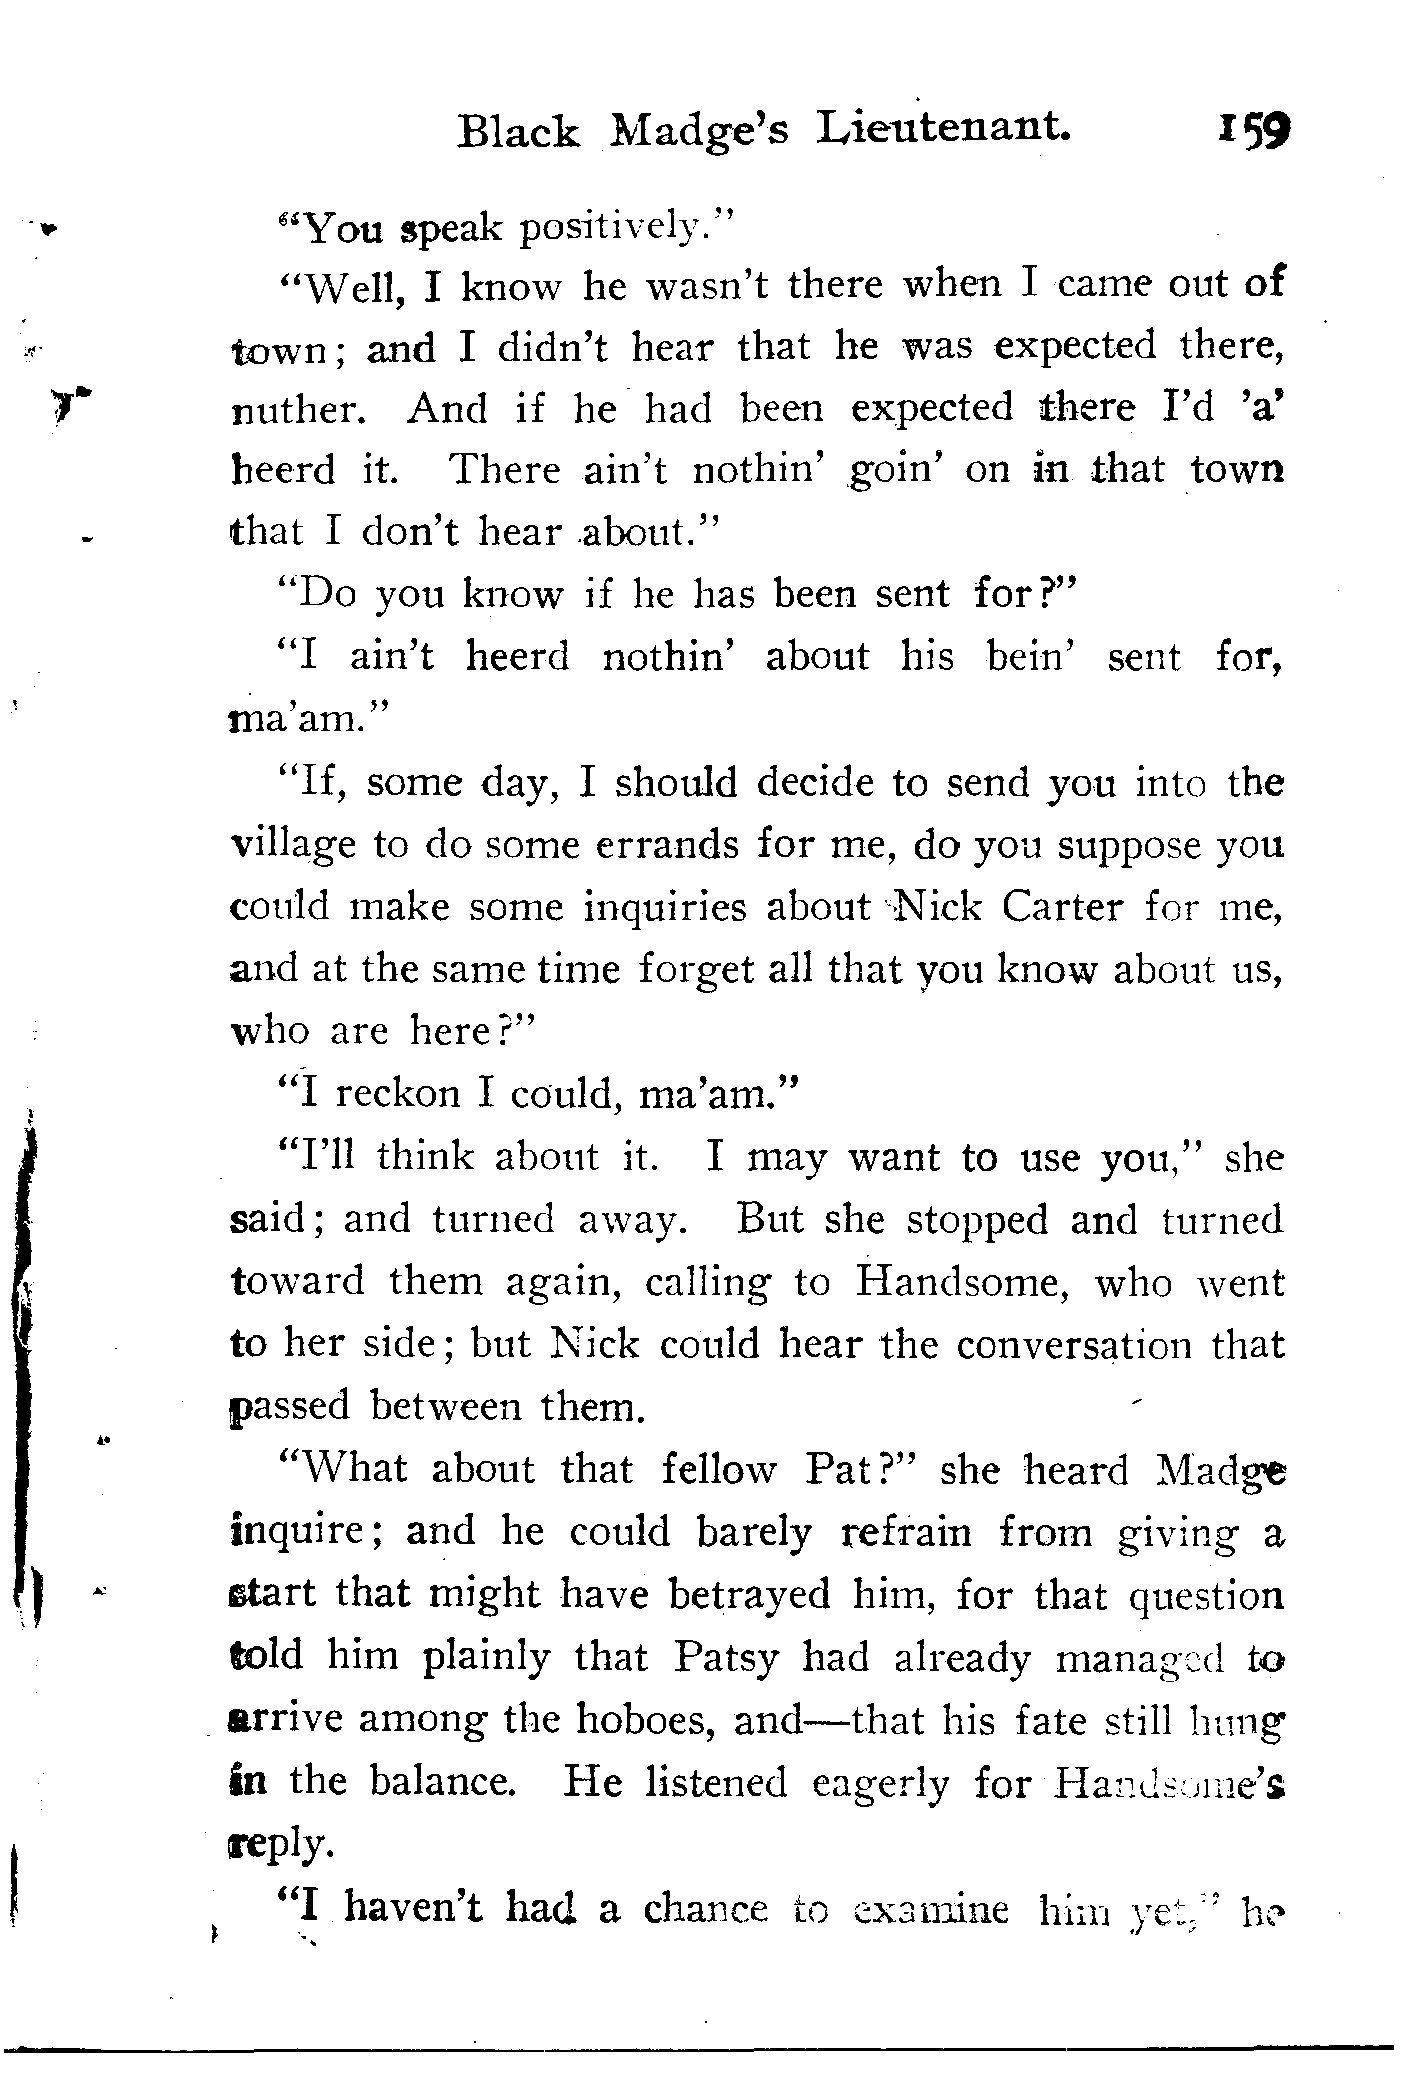 Black Madge's Lieutenant. 159
"You speak positively."
"Well, I know he wasn't there when I came out of
town; and I didn't hear that he was expected there,
nuther. And if he had been expected there I'd 'a'
heerd it. There ain't nothin' goin' on in that town
that I don't hear about."
"Do you know if he has been sent for?"
"I ain't heerd nothin' about his bein' sent for,
ma'am."
"If, some day, I should decide to send you into the
village to do some errands for me, do you suppose you
could make some inquiries about Nick Carter for me,
and at the same time forget all that you know about us,
who are here?"
"I reckon I could, ma'am."
"I'll think about it. I may want to use you," she
said; and turned away. But she stopped and turned
toward them again, calling to Handsome, who went
to her side; but Nick could hear the conversation that
passed between them.
"What about that fellow Pat?" she heard Madge
inquire; and he could barely refrain from giving a
start that might have betrayed him, for that question
told him plainly that Patsy had already managed to
arrive among the hoboes, and—that his fate still hung
in the balance. He listened eagerly for Handsome's
reply.
"I haven't had a chance to examine him yet," he